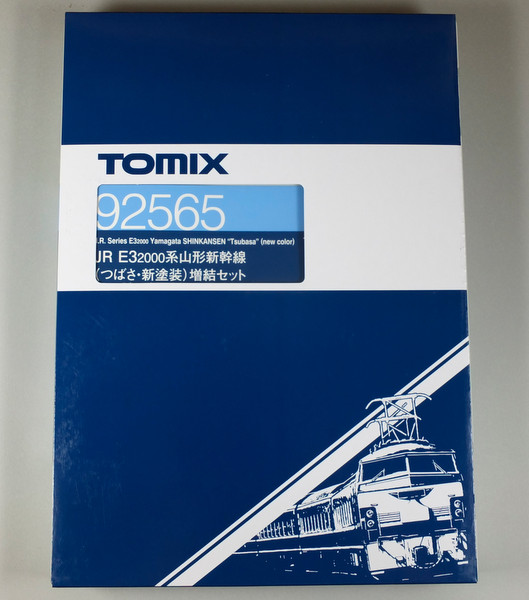 TOMIX
92565
J.R. Series E32000 Yamagata SHINKANSEN "Tsubasa" (new color)
JR E32000系山形新幹線
(つばさ・新塗装)増結セット